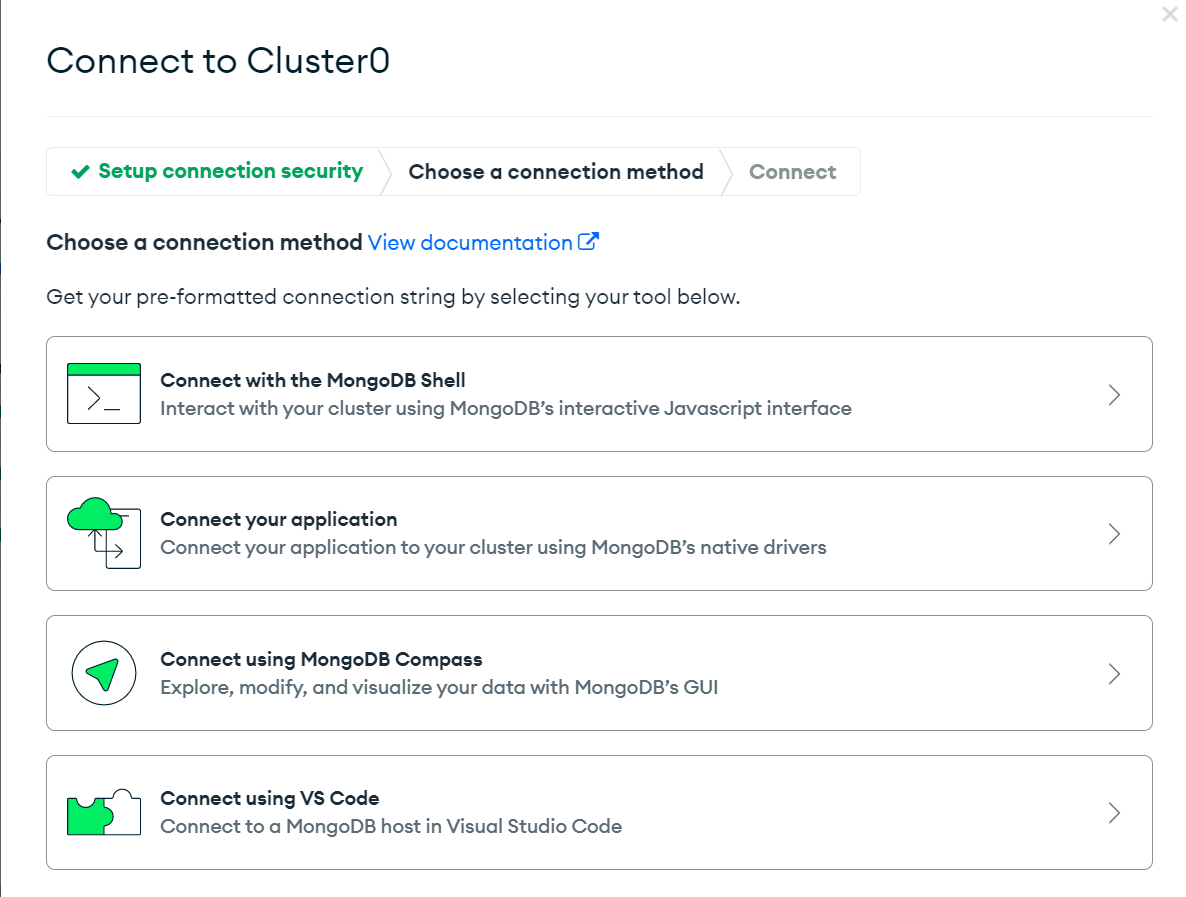 Connect to Cluster0
Setup connection security
Choose a connection method
Connect
Choose a connection method View documentation
Get your pre-formatted connection string by selecting your tool below.
Connect with the MongoDB Shell
Interact with your cluster using MongoDB’s interactive Javascript interface
Connect your application
Connect your application to your cluster using MongoDB’s native drivers
Connect using MongoDB Compass
Explore, modify, and visualize your data with MongoDB’s GUI
Connect using VS Code
Connect to a MongoDB host in Visual Studio Code